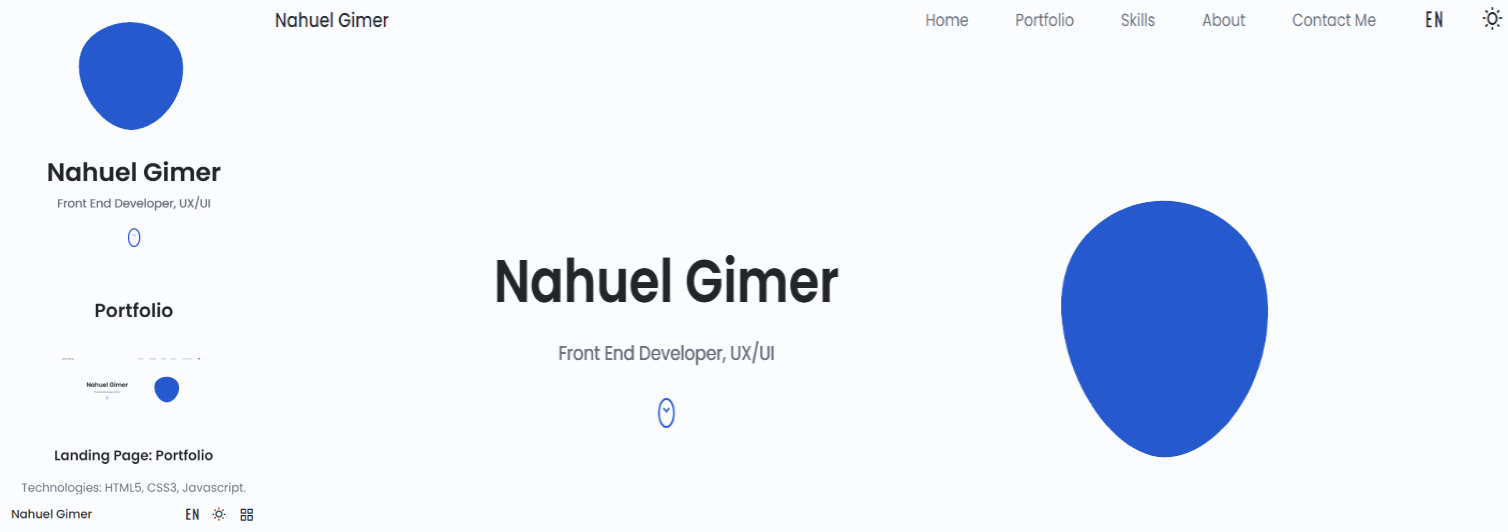 Nahuel Gimer
Front End Developer, UX/UI
Portfolio
Nahuel Gimer
Landing Page: Portfolio
Technologies: HTML5, CSS3, Javascript.
Nahuel Gimer EN
Nahuel Gimer Home Portfolio Skills About Contact Me EN
Nahuel Gimer
Front End Developer, UX/UI